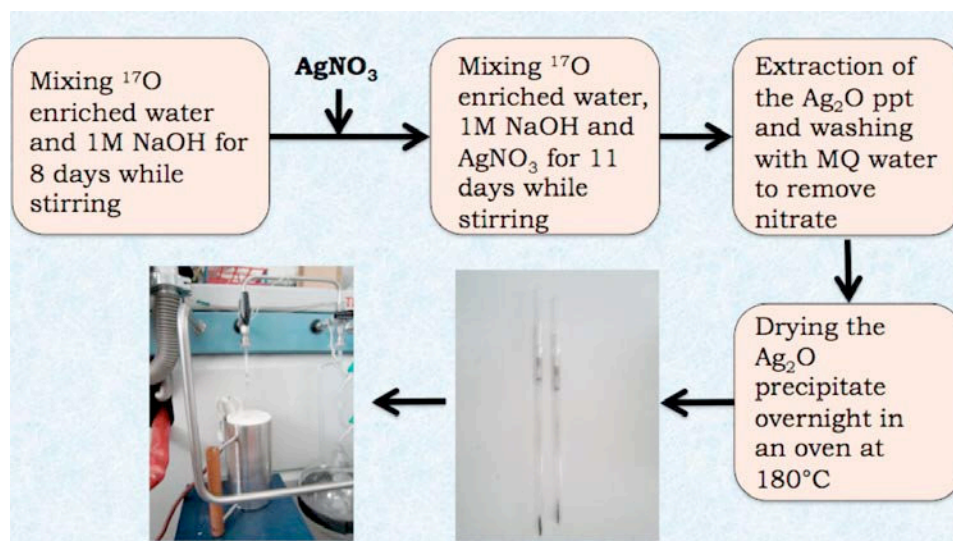 Mixing ¹⁷O
enriched water
and 1M NaOH for
8 days while
stirring
AgNO₃
Mixing ¹⁷O
enriched water,
1M NaOH and
AgNO₃ for 11
days while
stirring
Extraction of
the Ag₂O ppt
and washing
with MQ water
to remove
nitrate
Drying the
Ag₂O
precipitate
overnight in
an oven at
180°C